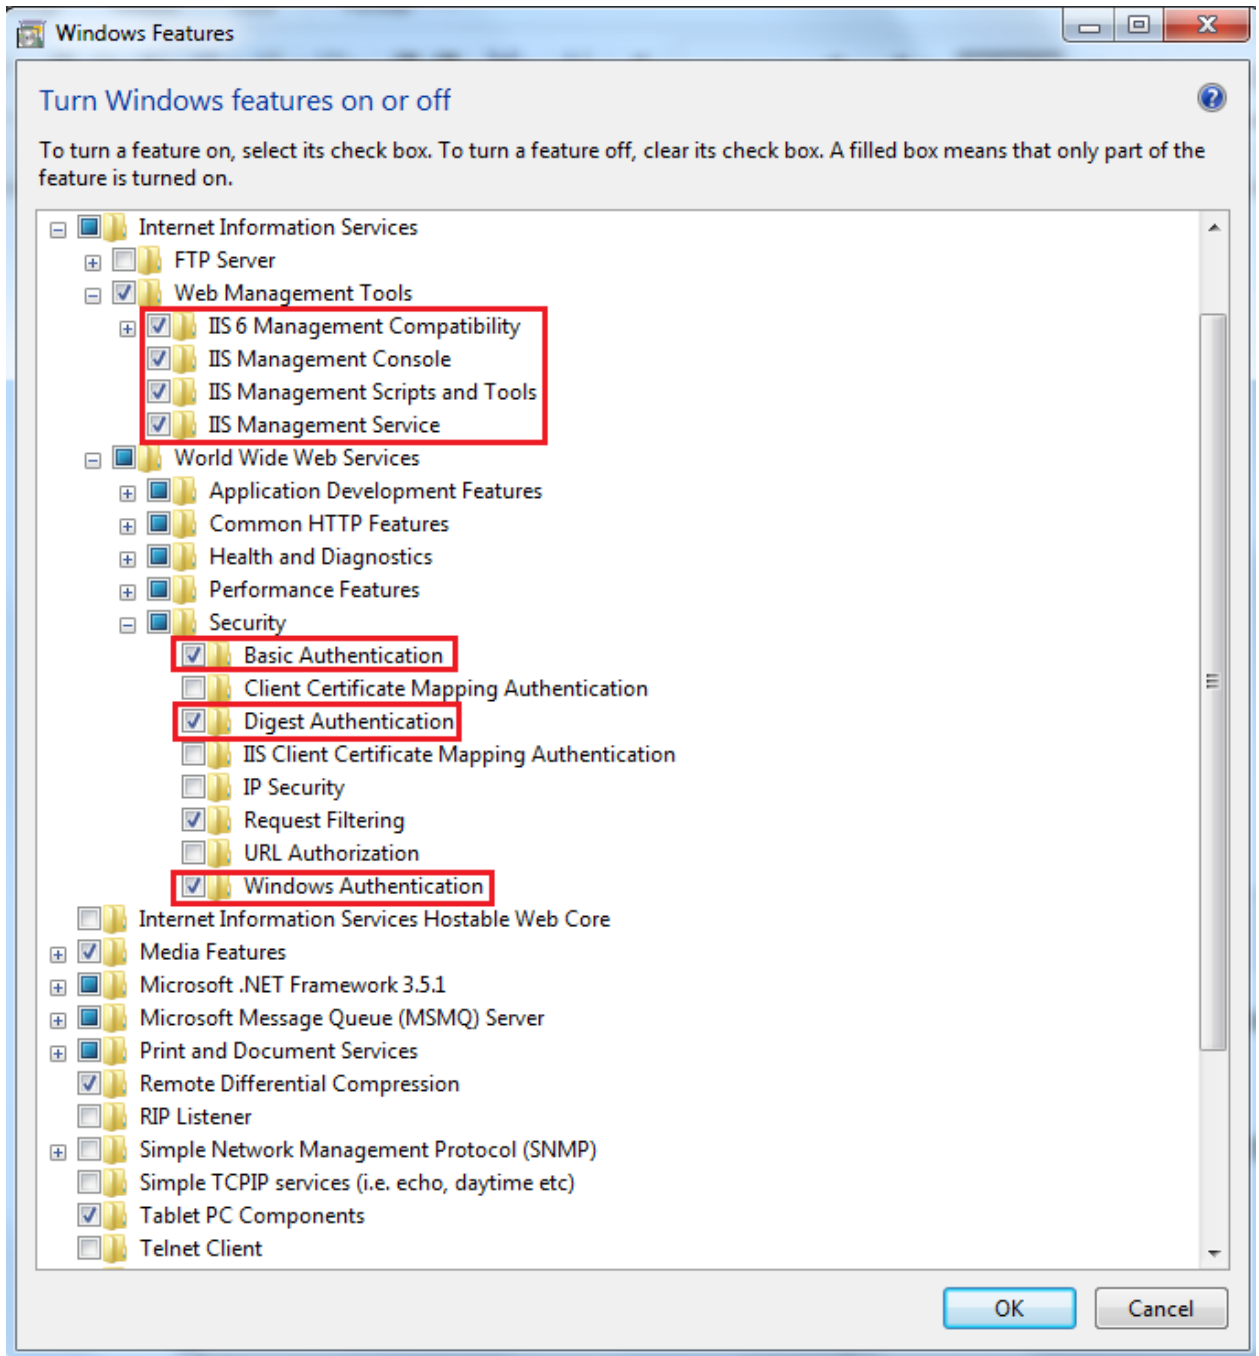 Windows Features
Turn Windows features on or off
To turn a feature on, select its check box. To turn a feature off, clear its check box. A filled box means that only part of the
feature is turned on.
Internet Information Services
FTP Server
Web Management Tools
IIS 6 Management Compatibility
IIS Management Console
IIS Management Scripts and Tools
IIS Management Service
World Wide Web Services
Application Development Features
Common HTTP Features
Health and Diagnostics
Performance Features
Security
Basic Authentication
Client Certificate Mapping Authentication
Digest Authentication
IIS Client Certificate Mapping Authentication
IP Security
Request Filtering
URL Authorization
Windows Authentication
Internet Information Services Hostable Web Core
Media Features
Microsoft .NET Framework 3.5.1
Microsoft Message Queue (MSMQ) Server
Print and Document Services
Remote Differential Compression
RIP Listener
Simple Network Management Protocol (SNMP)
Simple TCPIP services (i.e. echo, daytime etc)
Tablet PC Components
Telnet Client
OK Cancel